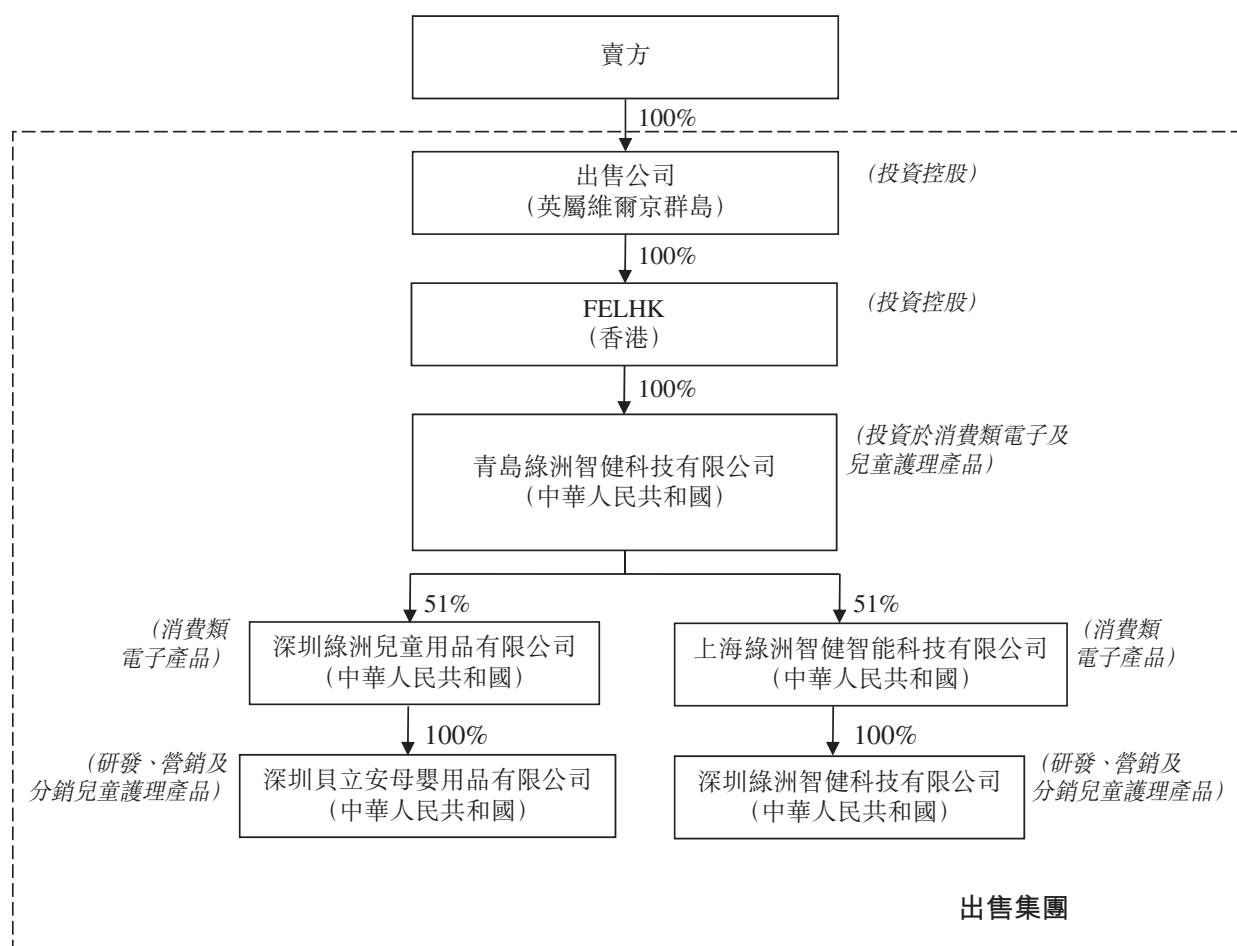 賣方
100%
出售公司
(英屬維爾京群島)
(投資控股)
100%
FELHK
(香港)
(投資控股)
100%
青島綠洲智健科技有限公司
(中華人民共和國)
(投資於消費類電子及
兒童護理產品)
51%
51%
(消費類
電子產品)
深圳綠洲兒童用品有限公司
(中華人民共和國)
上海綠洲智健智能科技有限公司
(中華人民共和國)
(消費類
電子產品)
100%
100%
(研發、營銷及
分銷兒童護理產品)
深圳貝立安母嬰用品有限公司
(中華人民共和國)
深圳綠洲智健科技有限公司
(中華人民共和國)
(研發、營銷及
分銷兒童護理產品)
出售集團